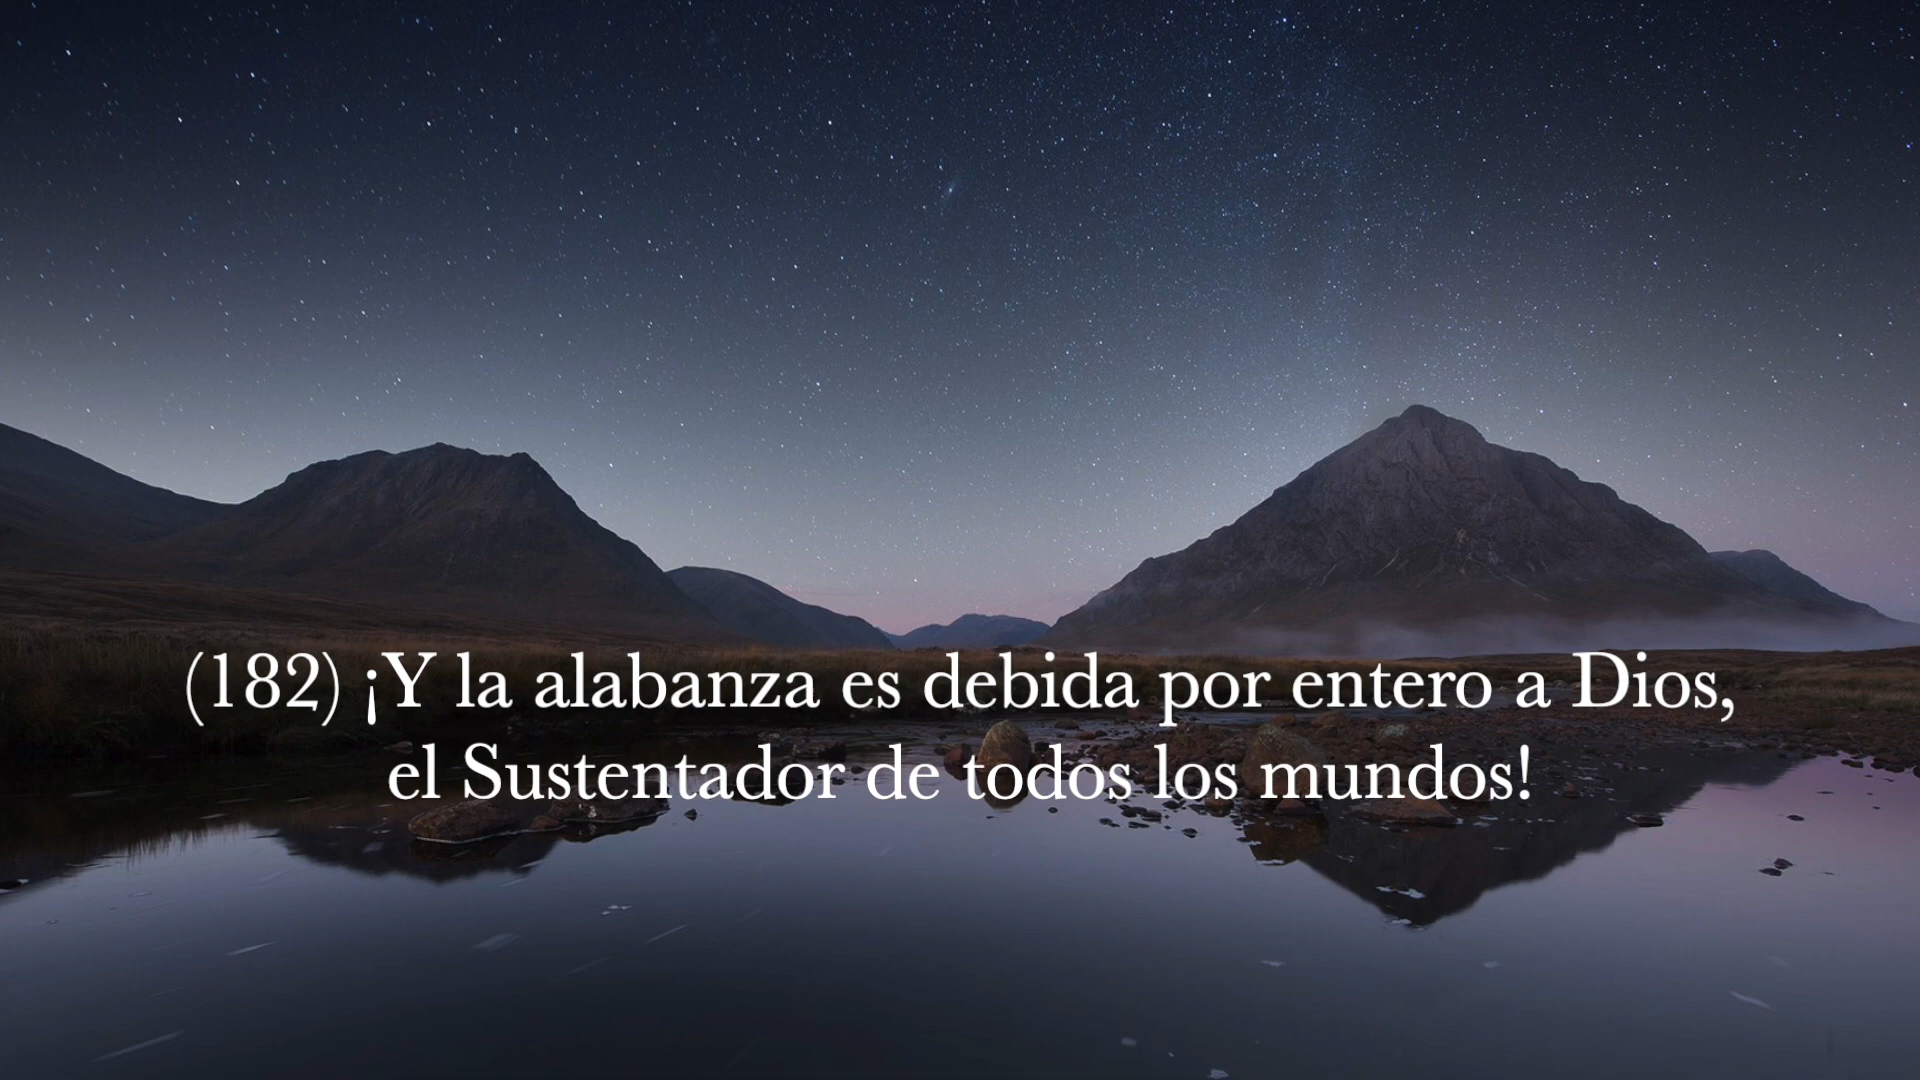 (182) ¡Y la alabanza es debida por entero a Dios,
el Sustentador de todos los mundos!